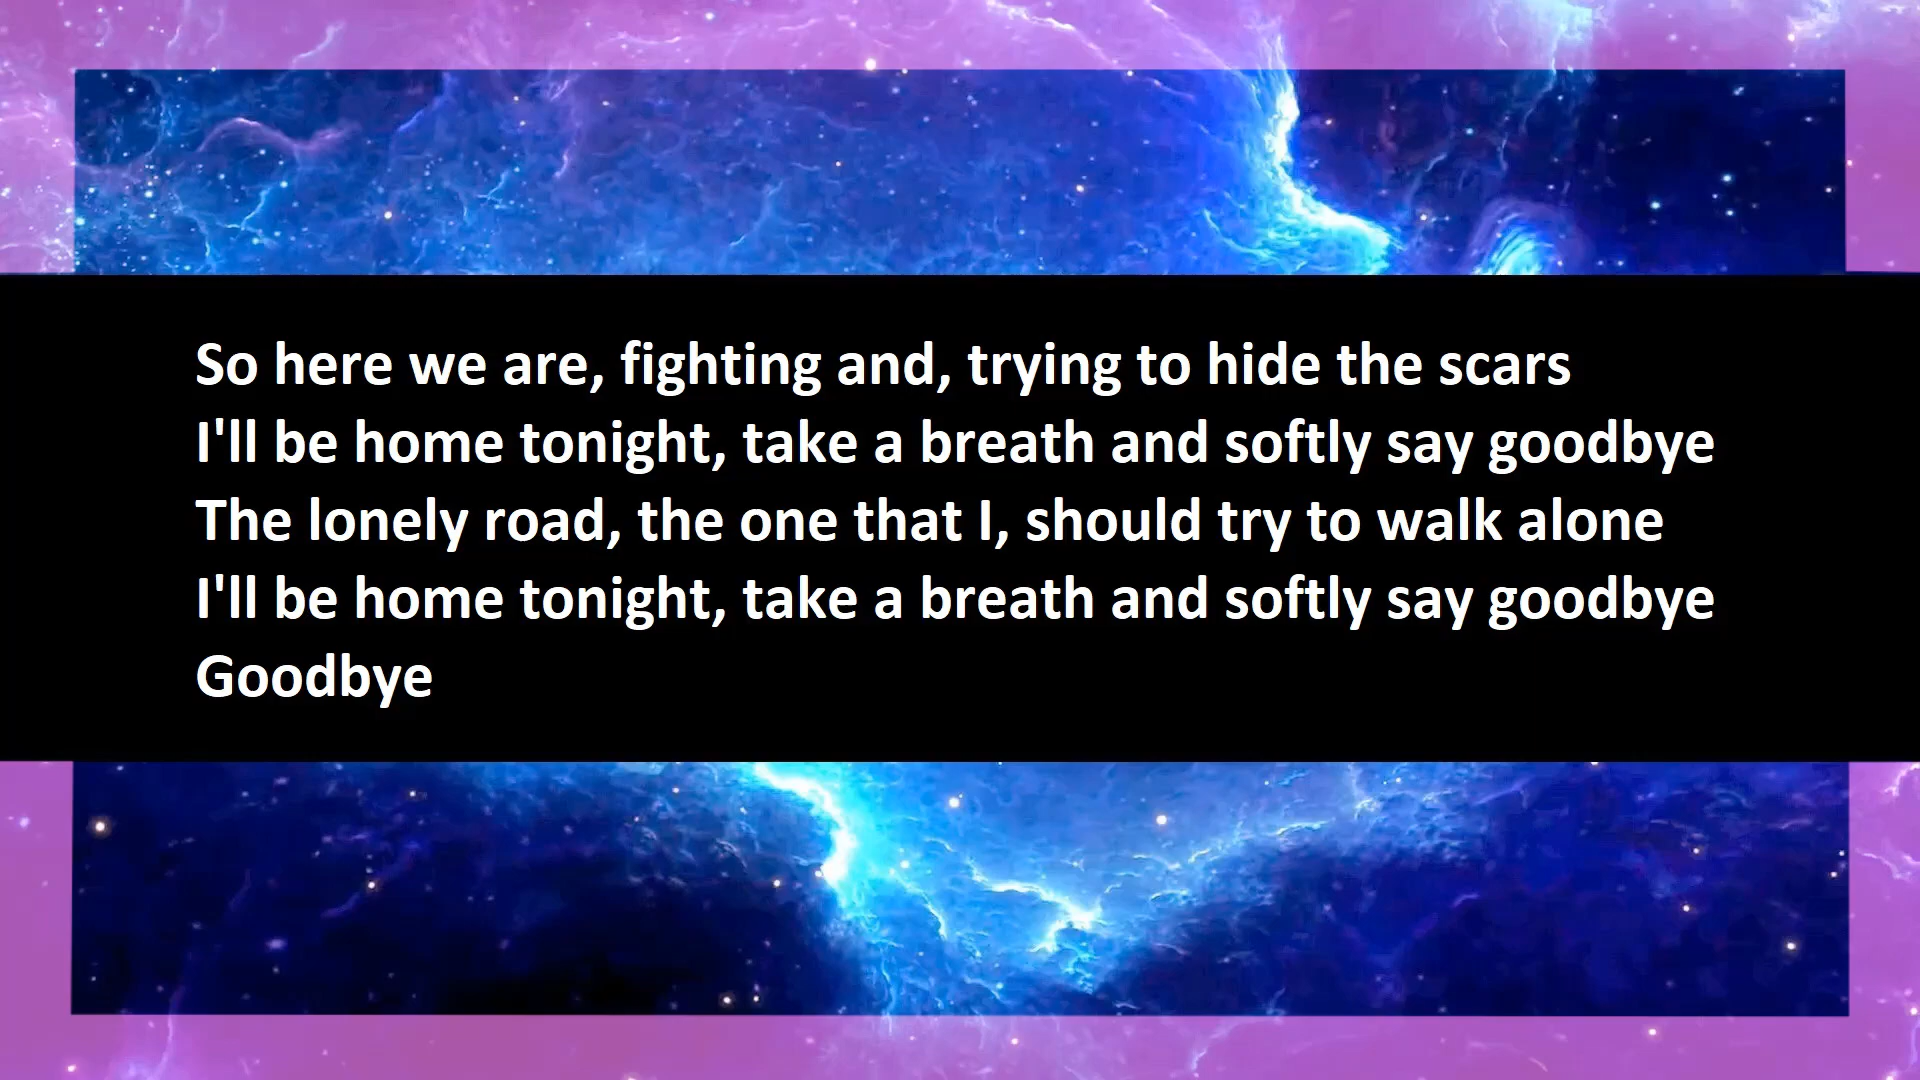 So here we are, fighting and, trying to hide the scars
I'll be home tonight, take a breath and softly say goodbye
The lonely road, the one that I, should try to walk alone
I'll be home tonight, take a breath and softly say goodbye
Goodbye